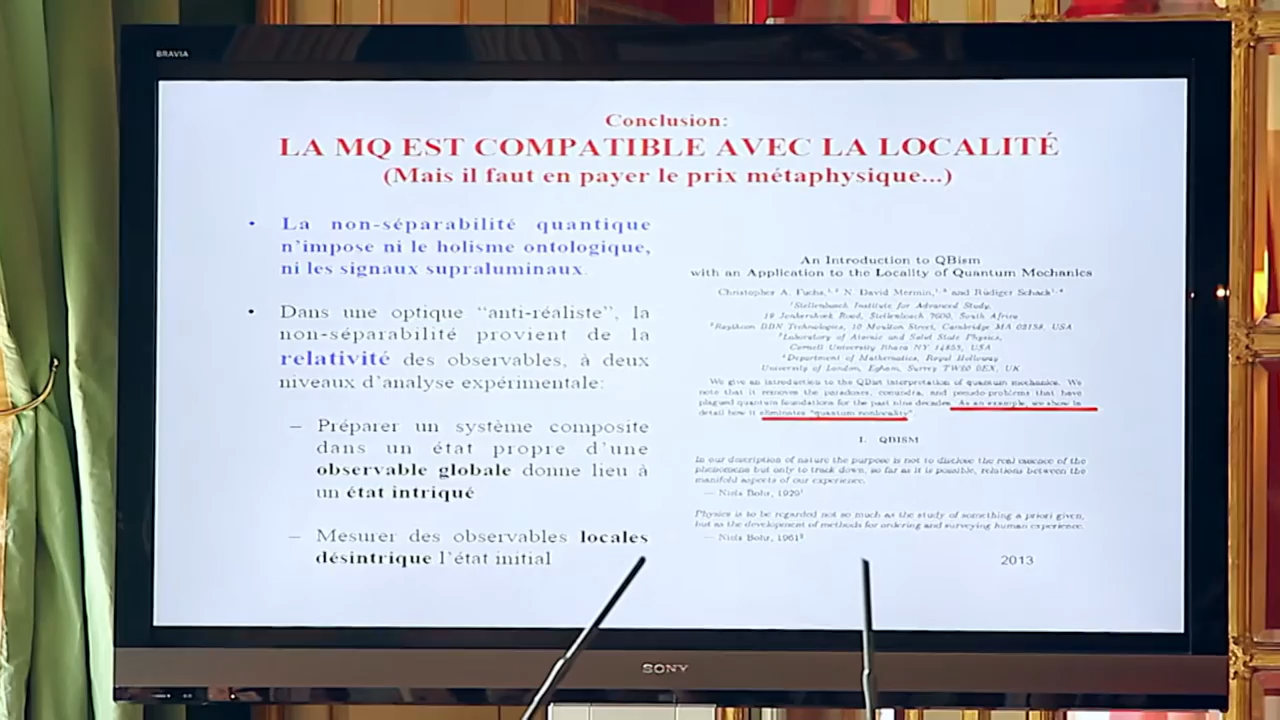 BRAVIA
Conclusion:
LA MQ EST COMPATIBLE AVEC LA LOCALITÉ
(Mais il faut en payer le prix métaphysique...)
• La non-séparabilité quantique
n'impose ni le holisme ontologique,
ni les signaux supraluminaux.
• Dans une optique “anti-réaliste”, la
non-séparabilité provient de la
relativité des observables, à deux
niveaux d'analyse expérimentale:
– Préparer un système composite
dans un état propre d'une
observable globale donne lieu à
un état intriqué
– Mesurer des observables locales
désintrique l'état initial
An Introduction to QBism
with an Application to the Locality of Quantum Mechanics
Christopher A. Fuchs, N. David Mermin, and Rüdiger Schack
Stellenbosch Institute for Advanced Study,
19 Jonkershoek Road, Stellenbosch 7600, South Africa
Raytheon BBN Technologies, 10 Moulton Street, Cambridge MA 02138, USA
Laboratory of Atomic and Solid State Physics,
Cornell University Ithaca NY 14853, USA
Department of Mathematics, Royal Holloway
University of London, Egham, Surrey TW20 0EX, UK
We give an introduction to the QBist interpretation of quantum mechanics. We
note that it removes the paradoxes, conundra, and pseudo-problems that have
plagued quantum foundations for the past nine decades. As an example, we show in
detail how it eliminates “quantum nonlocality”.
I. QBISM
In our description of nature the purpose is not to disclose the real essence of the
phenomena but only to track down, so far as it is possible, relations between the
manifold aspects of our experience.
— Niels Bohr, 1929
Physics is to be regarded not so much as the study of something a priori given,
but as the development of methods for ordering and surveying human experience.
— Niels Bohr, 1961
2013
SONY